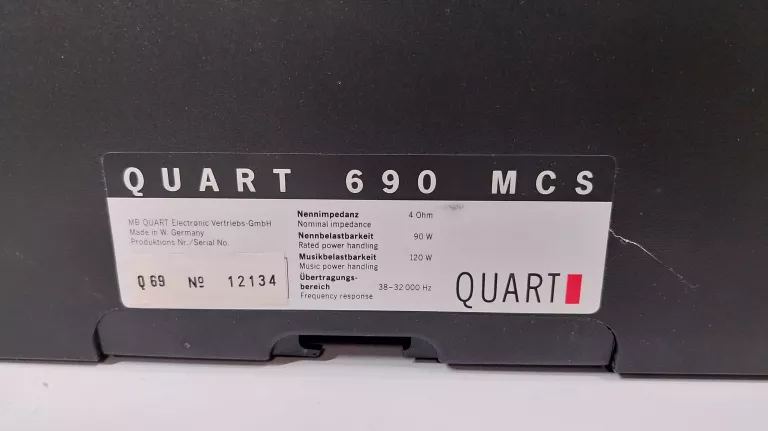 QUART 690 MCS
MB QUART Electronic Vertriebs-GmbH
Made in W. Germany
Produktions Nr./Serial No.
Q69 Nº 12134
Nennimpedanz 4 Ohm
Nominal impedance
Nennbelastbarkeit 90 W
Rated power handling
Musikbelastbarkeit 120 W
Music power handling
Übertragungs-
bereich 38–32 000 Hz
Frequency response
QUART